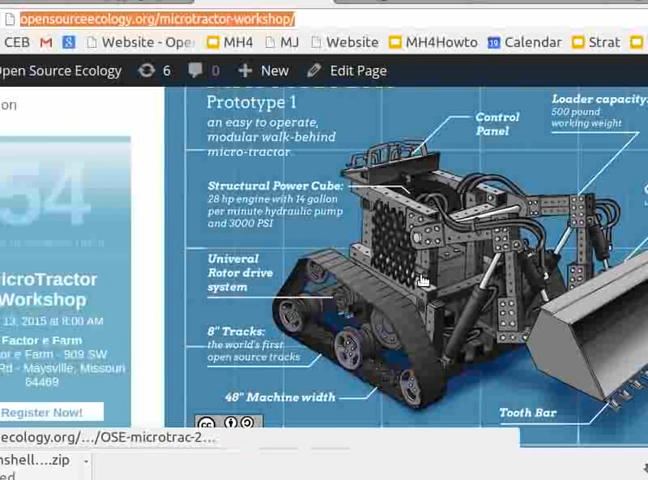 opensourceecology.org/microtractor-workshop/
CEB Website - Ope MH4 MJ Website MH4Howto Calendar Strat
Open Source Ecology 6 0 New Edit Page
on
54
MicroTractor
Workshop
13, 2015 at 8:00 AM
Factor e Farm
or e Farm - 909 SW
Rd - Maysville, Missouri
64469
Register Now!
Prototype 1
an easy to operate,
modular walk-behind
micro-tractor.
Control
Panel
Loader capacity:
500 pound
working weight
Structural Power Cube:
28 hp engine with 14 gallon
per minute hydraulic pump
and 3000 PSI
Univeral
Rotor drive
system
8" Tracks:
the world's first
open source tracks
48" Machine width
Tooth Bar
ecology.org/.../OSE-microtrac-2...
nshell....zip